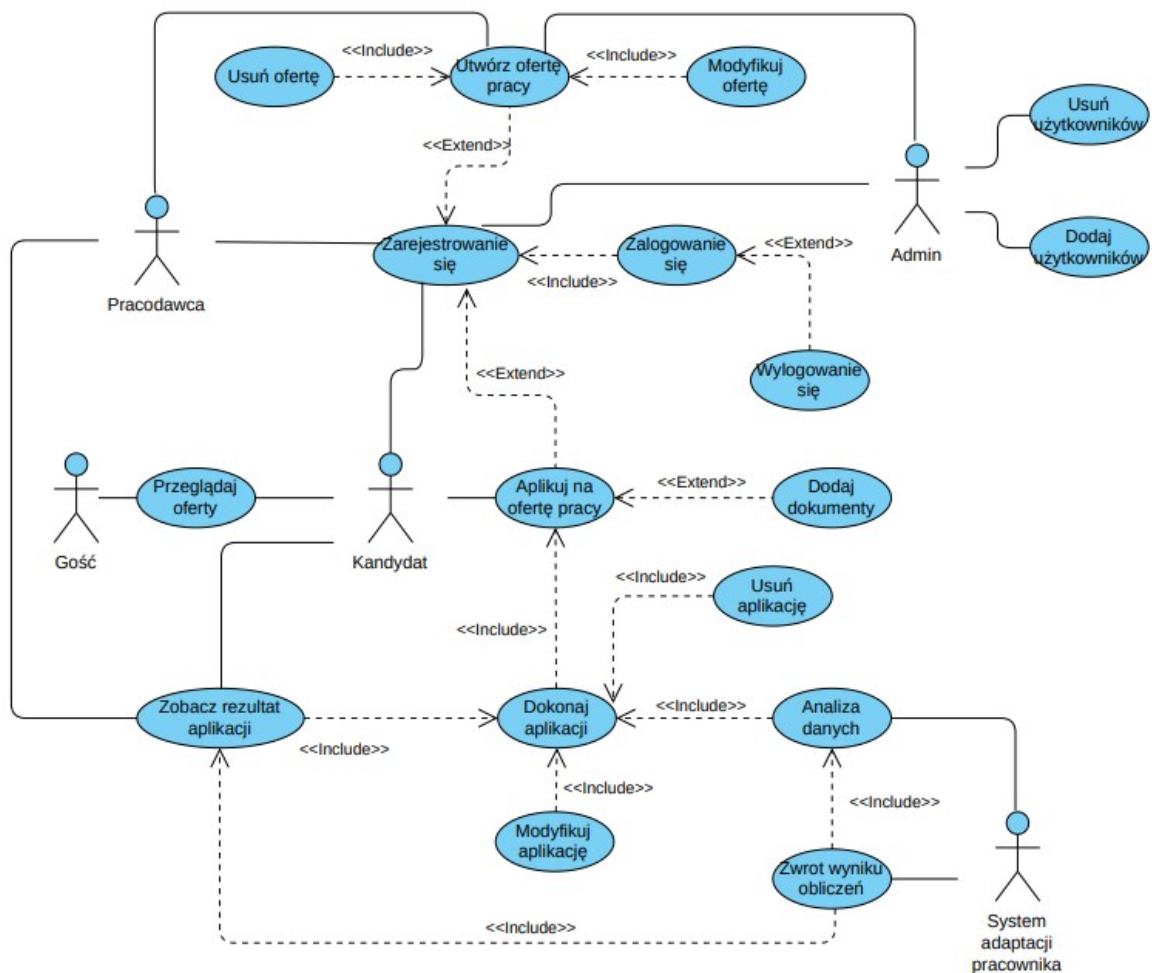 <<Include>>
<<Include>>
Usuń ofertę
Utwórz ofertę
pracy
Modyfikuj
ofertę
Usuń
użytkowników
<<Extend>>
Zarejestrowanie
się
Zalogowanie
się
<<Extend>>
Admin
Dodaj
użytkowników
<<Include>>
Pracodawca
<<Extend>>
Wylogowanie
się
Przeglądaj
oferty
Aplikuj na
ofertę pracy
<<Extend>>
Dodaj
dokumenty
Gość
Kandydat
<<Include>>
Usuń
aplikację
<<Include>>
Zobacz rezultat
aplikacji
Dokonaj
aplikacji
<<Include>>
Analiza
danych
<<Include>>
<<Include>>
<<Include>>
Modyfikuj
aplikację
Zwrot wyniku
obliczeń
<<Include>>
System
adaptacji
pracownika